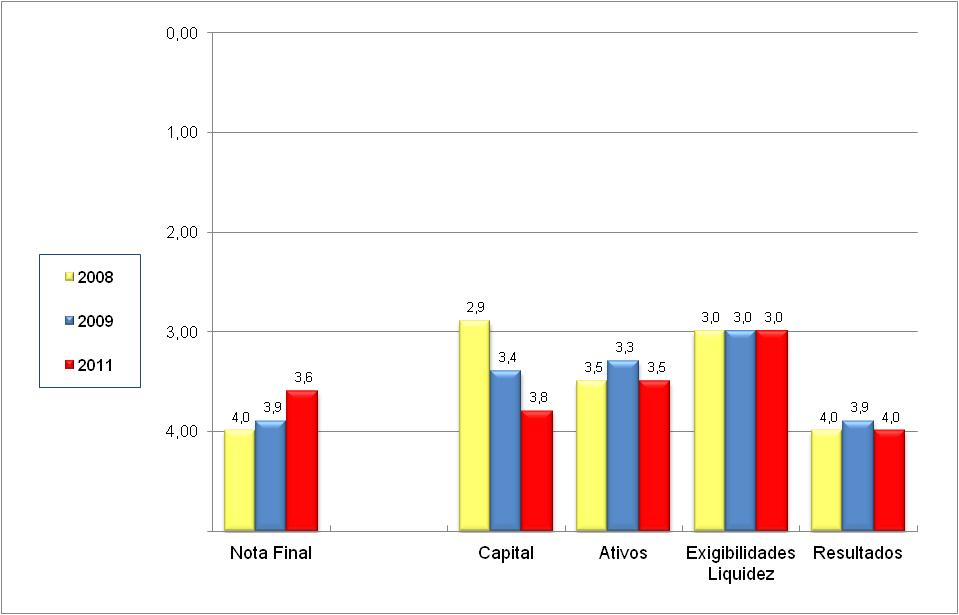 0,00
1,00
2,00
3,00
4,00
2008
2009
2011
4,0 3,9 3,6
2,9 3,4 3,8
3,5 3,3 3,5
3,0 3,0 3,0
4,0 3,9 4,0
Nota Final
Capital
Ativos
Exigibilidades
Liquidez
Resultados